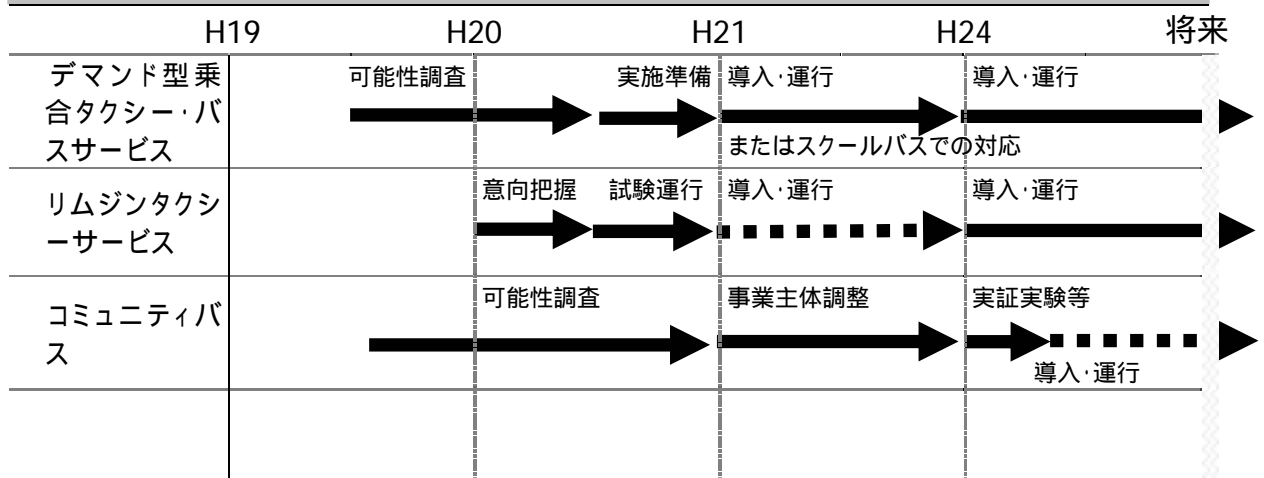 H19 H20 H21 H24 将来
デマンド型乗
合タクシー・バ
スサービス
可能性調査 実施準備 導入・運行 導入・運行
またはスクールバスでの対応
リムジンタクシ
ーサービス
意向把握 試験運行 導入・運行 導入・運行
コミュニティバ
ス
可能性調査 事業主体調整 実証実験等
導入・運行